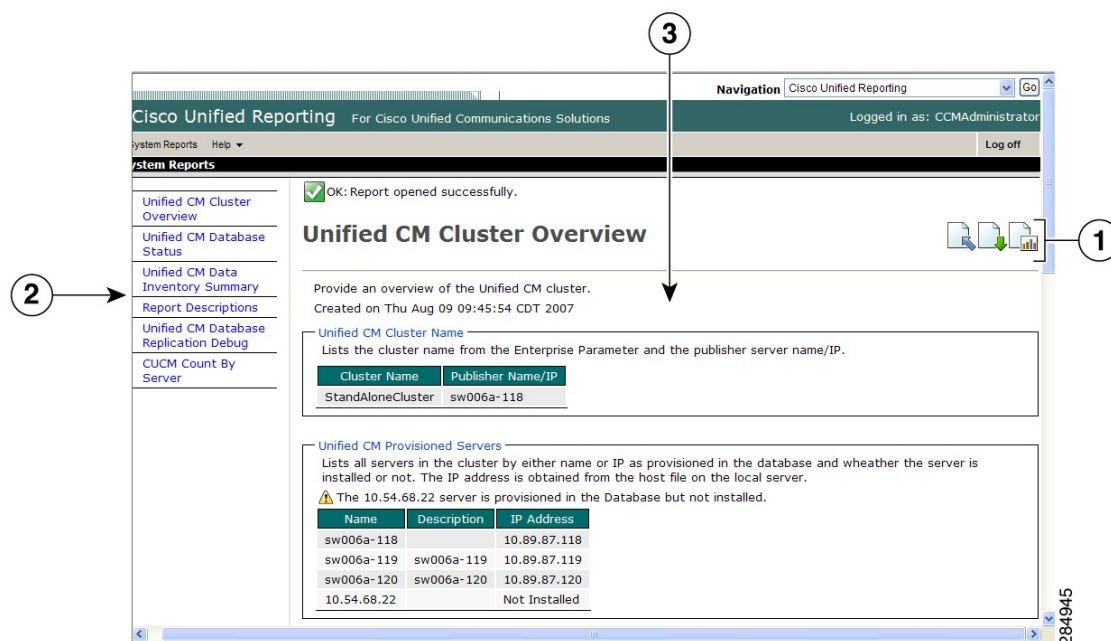 3
Navigation Cisco Unified Reporting Go
Cisco Unified Reporting For Cisco Unified Communications Solutions Logged in as: CCMAdministrator
ystem Reports Help Log off
ystem Reports
Unified CM Cluster
Overview
Unified CM Database
Status
Unified CM Data
Inventory Summary
Report Descriptions
Unified CM Database
Replication Debug
CUCM Count By
Server
2
OK: Report opened successfully.
Unified CM Cluster Overview
1
Provide an overview of the Unified CM cluster.
Created on Thu Aug 09 09:45:54 CDT 2007
Unified CM Cluster Name
Lists the cluster name from the Enterprise Parameter and the publisher server name/IP.
Cluster Name Publisher Name/IP
StandAloneCluster sw006a-118
Unified CM Provisioned Servers
Lists all servers in the cluster by either name or IP as provisioned in the database and wheather the server is
installed or not. The IP address is obtained from the host file on the local server.
The 10.54.68.22 server is provisioned in the Database but not installed.
Name Description IP Address
sw006a-118 10.89.87.118
sw006a-119 sw006a-119 10.89.87.119
sw006a-120 sw006a-120 10.89.87.120
10.54.68.22 Not Installed
284945